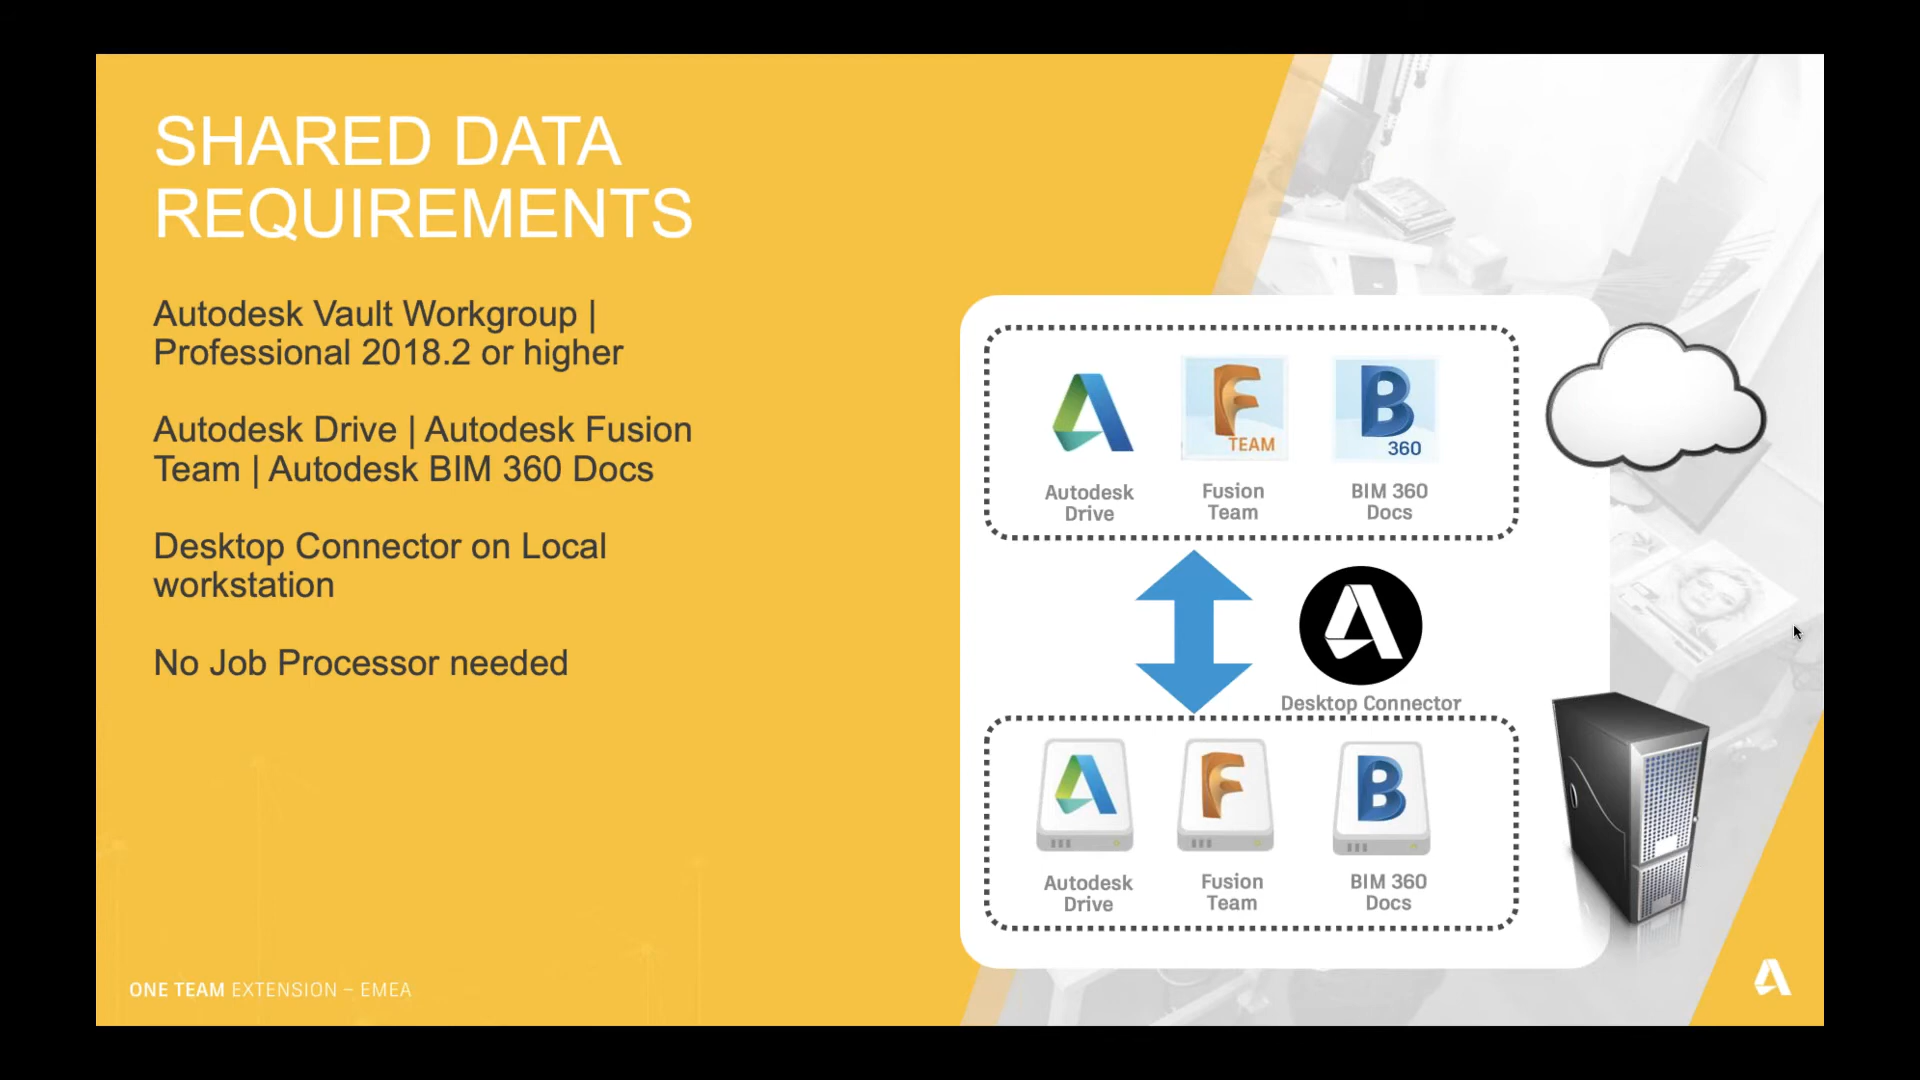 SHARED DATA
REQUIREMENTS
Autodesk Vault Workgroup |
Professional 2018.2 or higher
Autodesk Drive | Autodesk Fusion
Team | Autodesk BIM 360 Docs
Desktop Connector on Local
workstation
No Job Processor needed
TEAM
360
Autodesk
Drive
Fusion
Team
BIM 360
Docs
Desktop Connector
Autodesk
Drive
Fusion
Team
BIM 360
Docs
ONE TEAM EXTENSION – EMEA